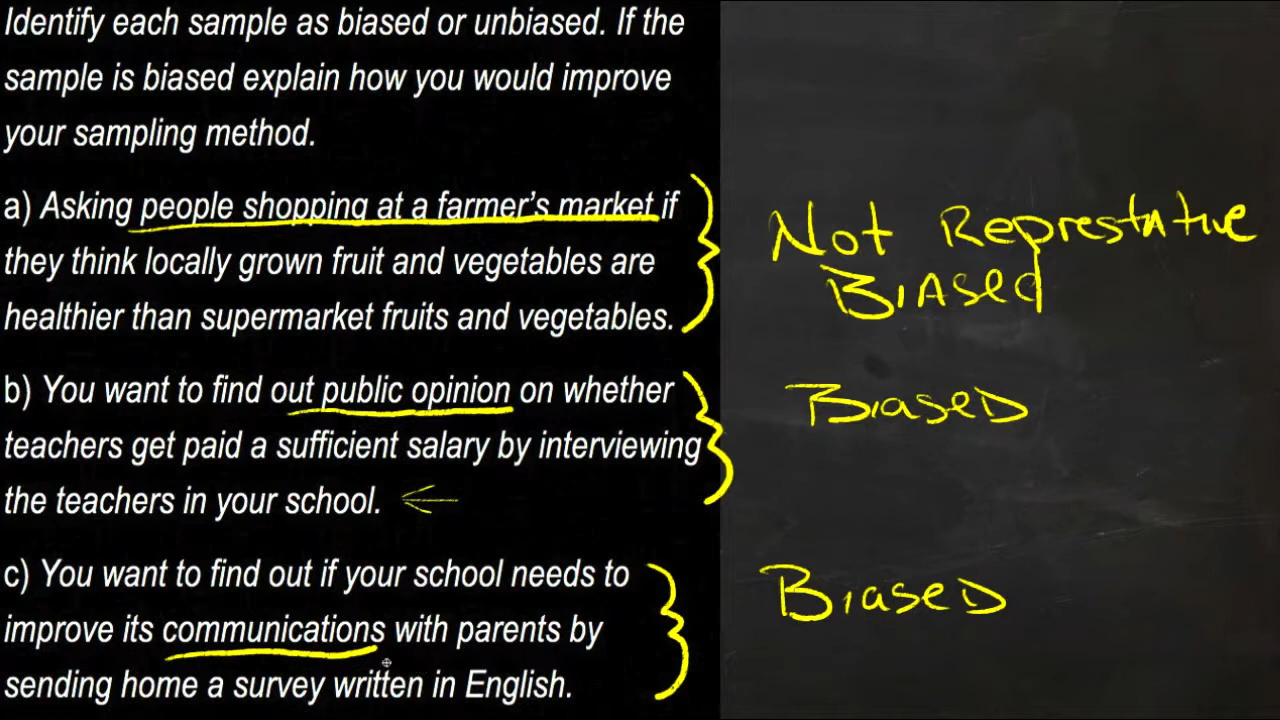 Identify each sample as biased or unbiased. If the
sample is biased explain how you would improve
your sampling method.
a) Asking people shopping at a farmer's market if
they think locally grown fruit and vegetables are
healthier than supermarket fruits and vegetables.
Not Represtative
Biased
b) You want to find out public opinion on whether
teachers get paid a sufficient salary by interviewing
the teachers in your school.
Biased
c) You want to find out if your school needs to
improve its communications with parents by
sending home a survey written in English.
Biased